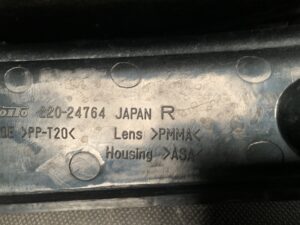 220-24764 JAPAN R
>PP-T20< Lens >PMMA<
Housing >ASA<